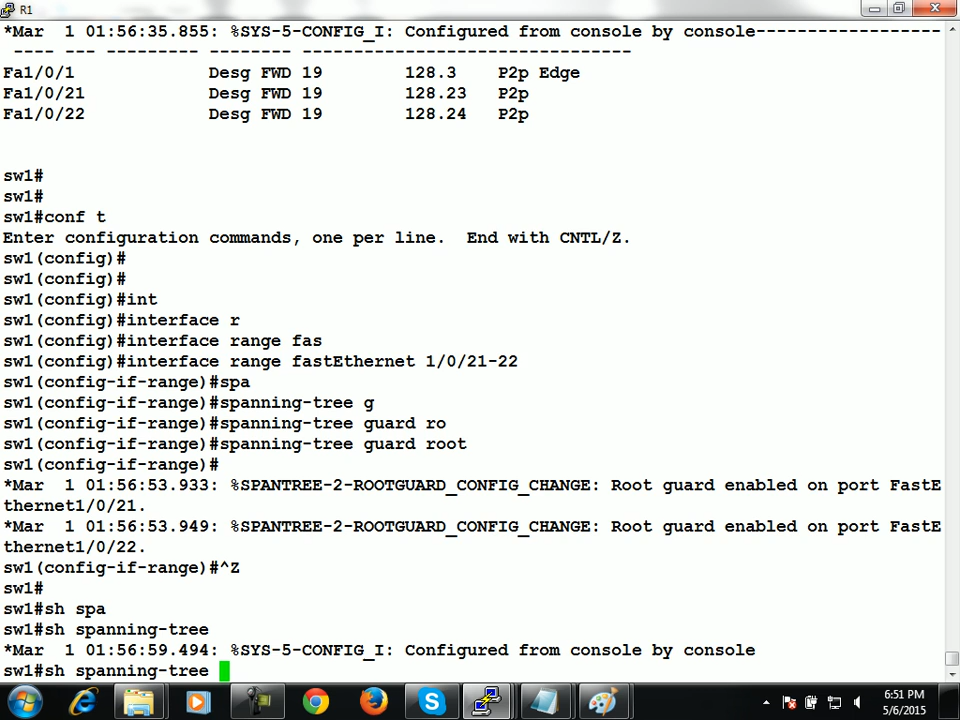 R1
*Mar  1 01:56:35.855: %SYS-5-CONFIG_I: Configured from console by console------------------
 ---- --- --------- -------- --------------------------------
Fa1/0/1             Desg FWD 19        128.3    P2p Edge
Fa1/0/21            Desg FWD 19        128.23   P2p
Fa1/0/22            Desg FWD 19        128.24   P2p
sw1#
sw1#
sw1#conf t
Enter configuration commands, one per line.  End with CNTL/Z.
sw1(config)#
sw1(config)#
sw1(config)#int
sw1(config)#interface r
sw1(config)#interface range fas
sw1(config)#interface range fastEthernet 1/0/21-22
sw1(config-if-range)#spa
sw1(config-if-range)#spanning-tree g
sw1(config-if-range)#spanning-tree guard ro
sw1(config-if-range)#spanning-tree guard root
sw1(config-if-range)#
*Mar  1 01:56:53.933: %SPANTREE-2-ROOTGUARD_CONFIG_CHANGE: Root guard enabled on port FastE
thernet1/0/21.
*Mar  1 01:56:53.949: %SPANTREE-2-ROOTGUARD_CONFIG_CHANGE: Root guard enabled on port FastE
thernet1/0/22.
sw1(config-if-range)#^Z
sw1#
sw1#sh spa
sw1#sh spanning-tree
*Mar  1 01:56:59.494: %SYS-5-CONFIG_I: Configured from console by console
sw1#sh spanning-tree
6:51 PM
5/6/2015